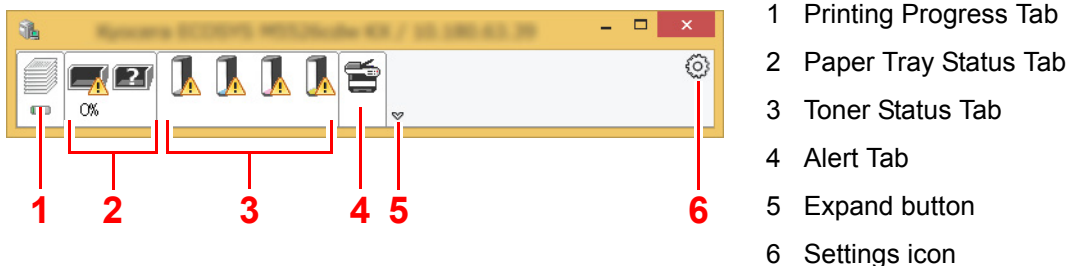 0%
1 2 3 4 5 6
1 Printing Progress Tab
2 Paper Tray Status Tab
3 Toner Status Tab
4 Alert Tab
5 Expand button
6 Settings icon